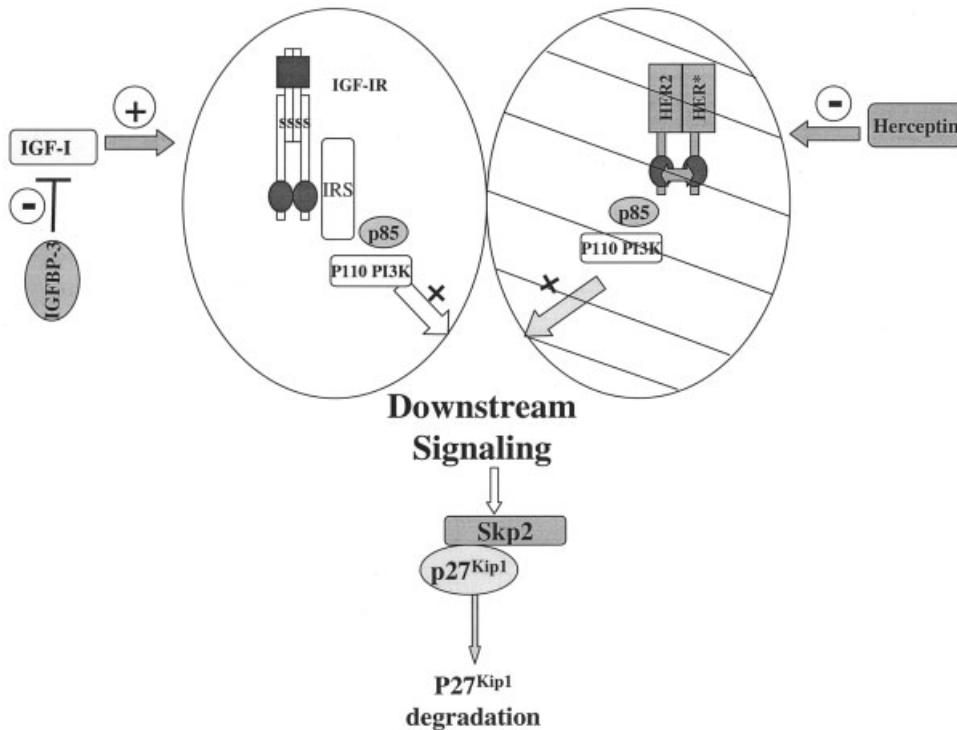 IGF-IR
HER2
HER*
+
-
ssss
IGF-I
Herceptin
IRS
-
p85
p85
IGFBP-3
P110 PI3K
P110 PI3K
+
+
Downstream
Signaling
Skp2
p27Kip1
P27Kip1
degradation